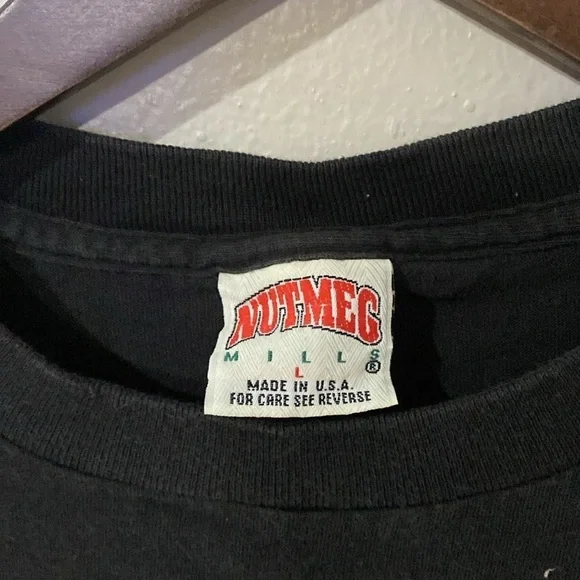 NUTMEG
MILLS
L
®
MADE IN U.S.A.
FOR CARE SEE REVERSE